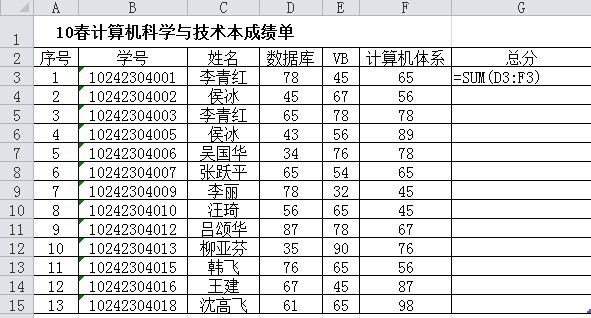 A B C D E F G
1 10春计算机科学与技术本成绩单
2 序号 学号 姓名 数据库 VB 计算机体系 总分
3 1 10242304001 李青红 78 45 65 =SUM(D3:F3)
4 2 10242304002 侯冰 45 67 56
5 3 10242304003 李青红 65 78 78
6 4 10242304005 侯冰 43 56 89
7 5 10242304006 吴国华 34 76 78
8 6 10242304007 张跃平 65 54 65
9 7 10242304009 李丽 78 32 45
10 8 10242304010 汪琦 56 65 45
11 9 10242304012 吕颂华 87 78 67
12 10 10242304013 柳亚芬 35 90 76
13 11 10242304015 韩飞 76 65 56
14 12 10242304016 王建 67 45 87
15 13 10242304018 沈高飞 61 65 98